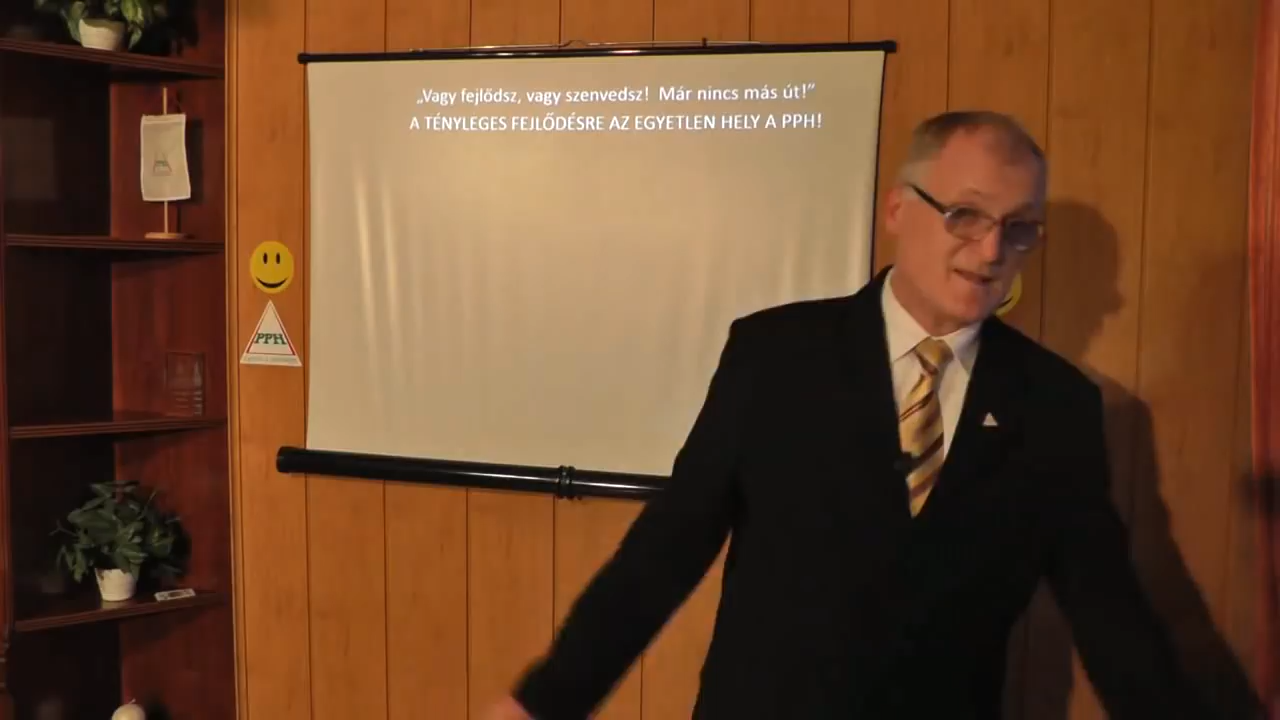 „Vagy fejlődsz, vagy szenvedsz!  Már nincs más út!”
A TÉNYLEGES FEJLŐDÉSRE AZ EGYETLEN HELY A PPH!
PPH